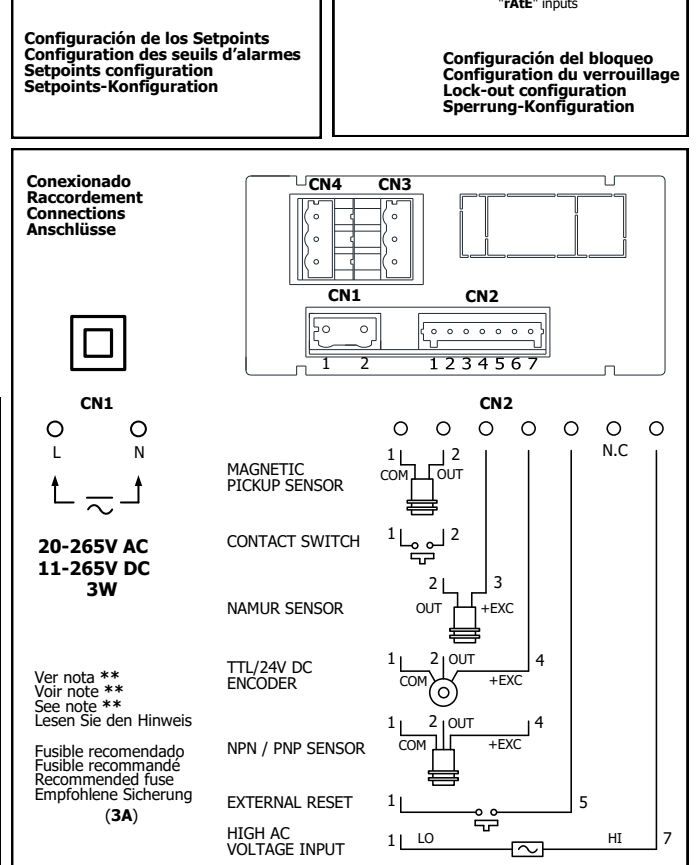 "rAtE" inputs
Configuración de los Setpoints
Configuration des seuils d'alarmes
Setpoints configuration
Setpoints-Konfiguration
Configuración del bloqueo
Configuration du verrouillage
Lock-out configuration
Sperrung-Konfiguration
Conexionado
Raccordement
Connections
Anschlüsse
CN4 CN3
CN1 CN2
1 2 1 2 3 4 5 6 7
CN1
L N
20-265V AC
11-265V DC
3W
Ver nota **
Voir note **
See note **
Lesen Sie den Hinweis
Fusible recomendado
Fusible recommandé
Recommended fuse
Empfohlene Sicherung
(3A)
CN2
N.C
MAGNETIC
PICKUP SENSOR
1 2
COM OUT
CONTACT SWITCH
1 2
NAMUR SENSOR
2 3
OUT +EXC
TTL/24V DC
ENCODER
1 2 OUT 4
COM +EXC
NPN / PNP SENSOR
1 2 OUT 4
COM +EXC
EXTERNAL RESET
1 5
HIGH AC
VOLTAGE INPUT
1 LO HI 7